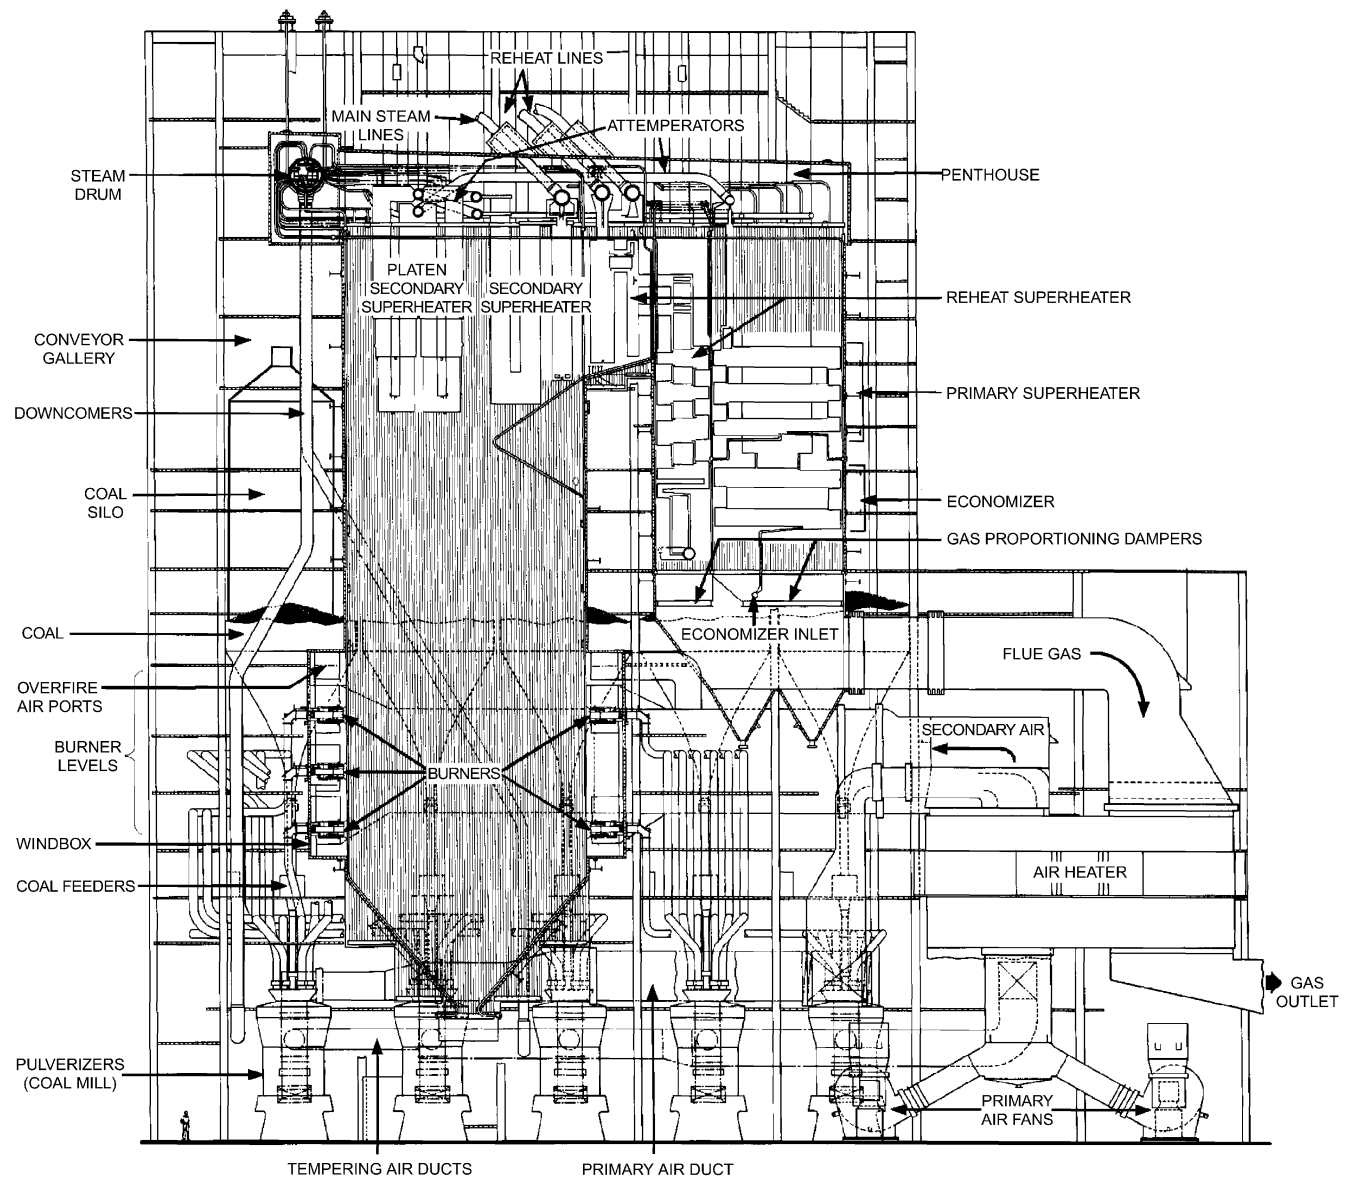 REHEAT LINES
MAIN STEAM
LINES
ATTEMPERATORS
STEAM
DRUM
PENTHOUSE
PLATEN
SECONDARY
SUPERHEATER
SECONDARY
SUPERHEATER
REHEAT SUPERHEATER
CONVEYOR
GALLERY
PRIMARY SUPERHEATER
DOWNCOMERS
COAL
SILO
ECONOMIZER
GAS PROPORTIONING DAMPERS
COAL
ECONOMIZER INLET
FLUE GAS
OVERFIRE
AIR PORTS
SECONDARY AIR
BURNER
LEVELS
BURNERS
WINDBOX
AIR HEATER
COAL FEEDERS
GAS
OUTLET
PULVERIZERS
(COAL MILL)
PRIMARY
AIR FANS
TEMPERING AIR DUCTS
PRIMARY AIR DUCT